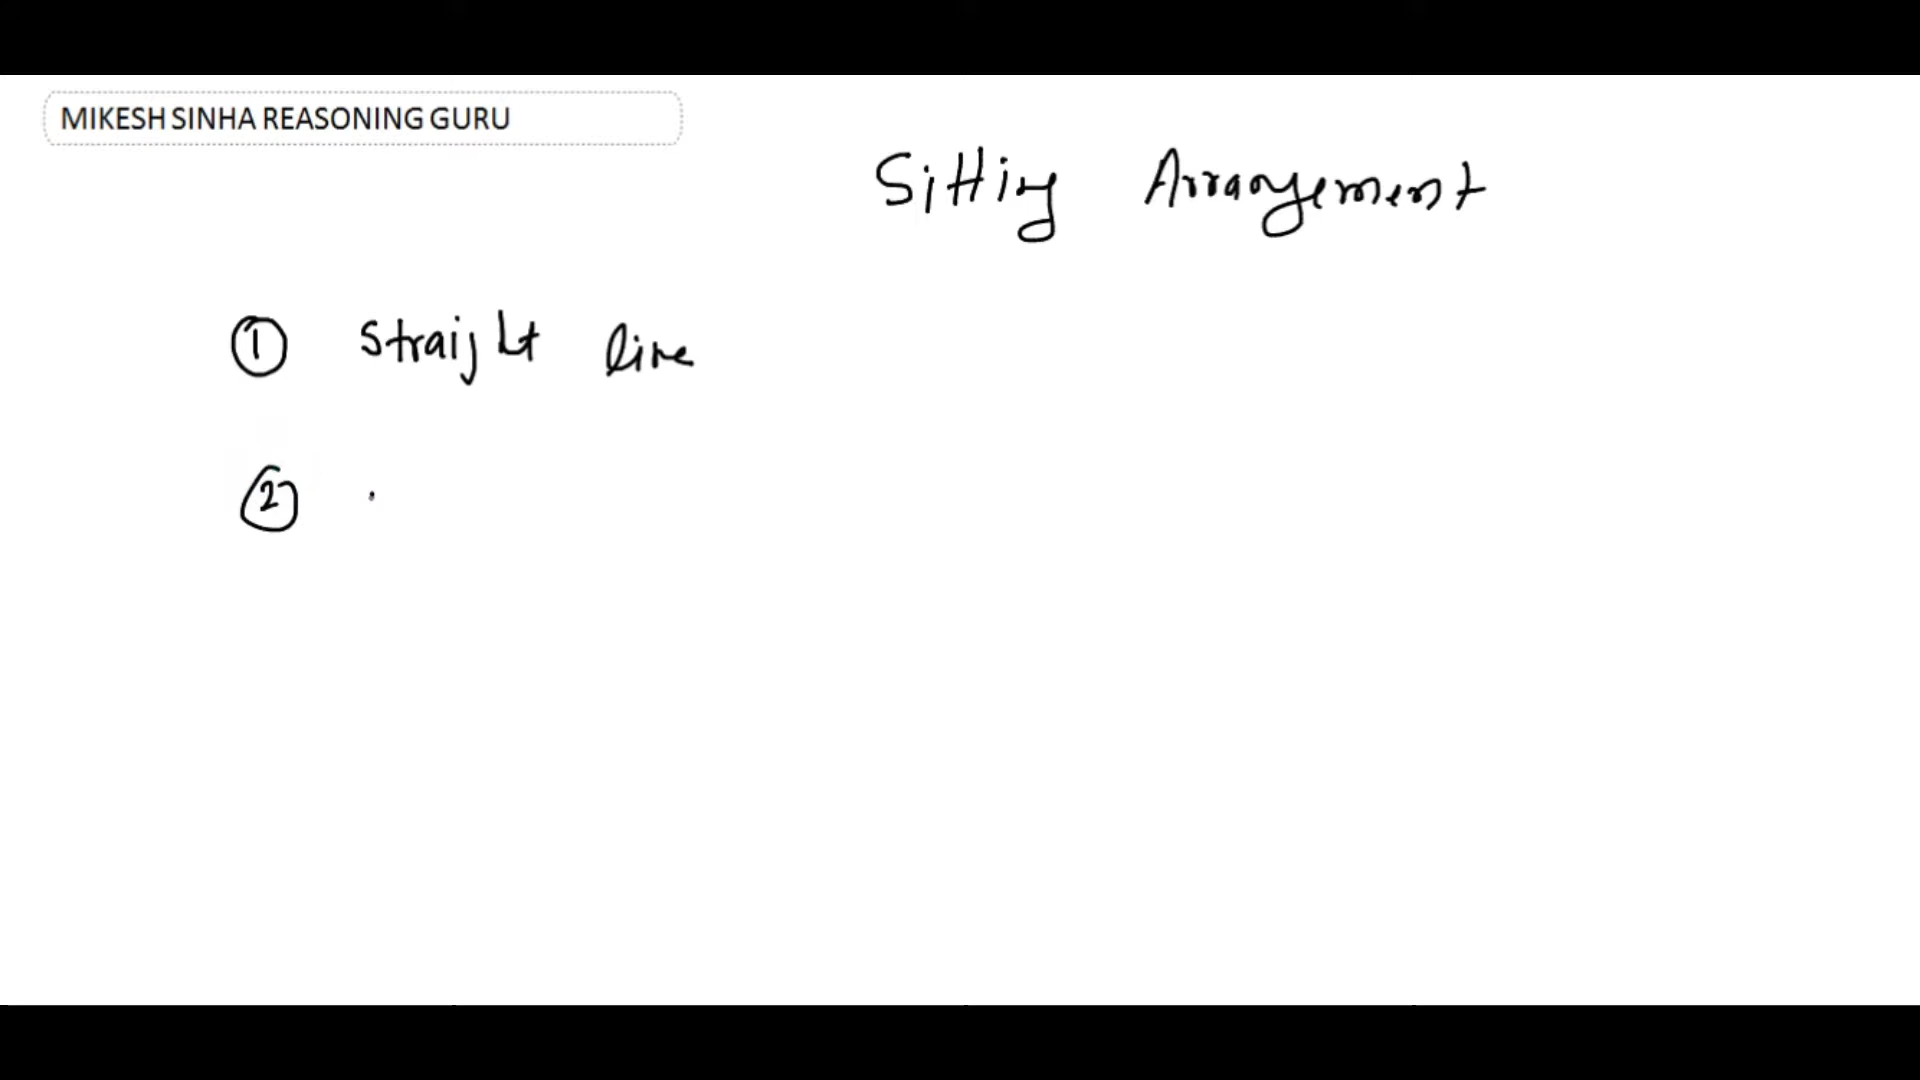 MIKESH SINHA REASONING GURU
Sitting Arrangement
① Straight line
②